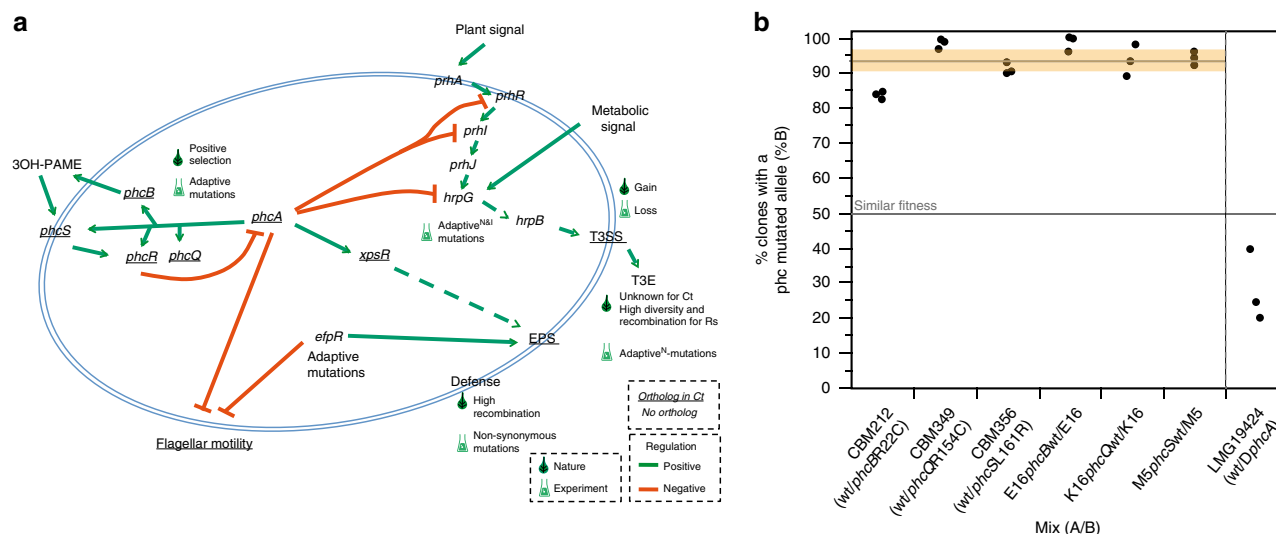 a
Plant signal
prhA
prhR
prhI
prhJ
hrpG
hrpB
Metabolic signal
Positive selection
Adaptive mutations
3OH-PAME
phcB
phcS
phcR
phcQ
phcA
xpsR
Adaptive^N&I mutations
Gain
Loss
T3SS
T3E
Unknown for Ct
High diversity and
recombination for Rs
Adaptive^N-mutations
efpR
Adaptive mutations
EPS
Defense
High recombination
Non-synonymous mutations
Flagellar motility
Ortholog in Ct
No ortholog
Nature
Experiment
Regulation
Positive
Negative
b
% clones with a
phc mutated allele (%B)
100
90
80
70
60
50
40
30
20
10
0
Similar fitness
CBM212
(wt/phcBR22C)
CBM349
(wt/phcQR154C)
CBM356
(wt/phcSL161R)
E16phcBwt/E16
K16phcQwt/K16
M5phcSwt/M5
LMG19424
(wt/DphcA)
Mix (A/B)